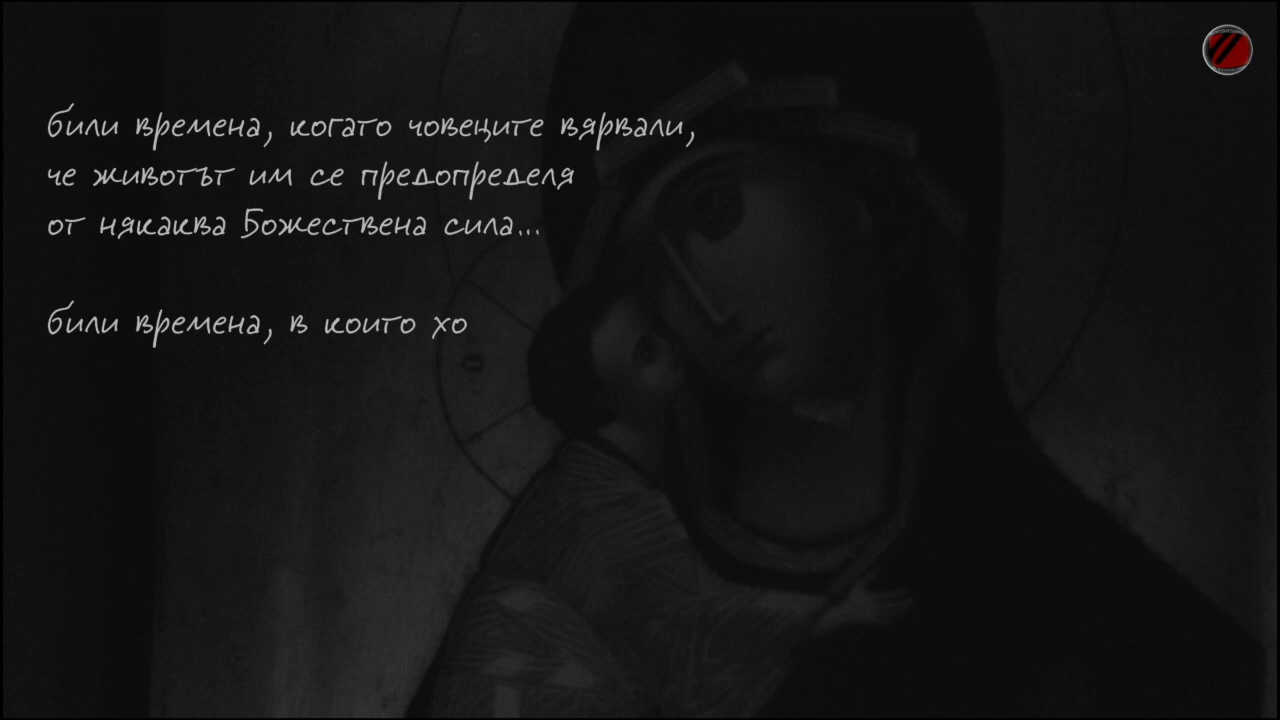 били времена, когато човеците вярвали,
че животът им се предопределя
от някаква Божествена сила...
били времена, в които хо